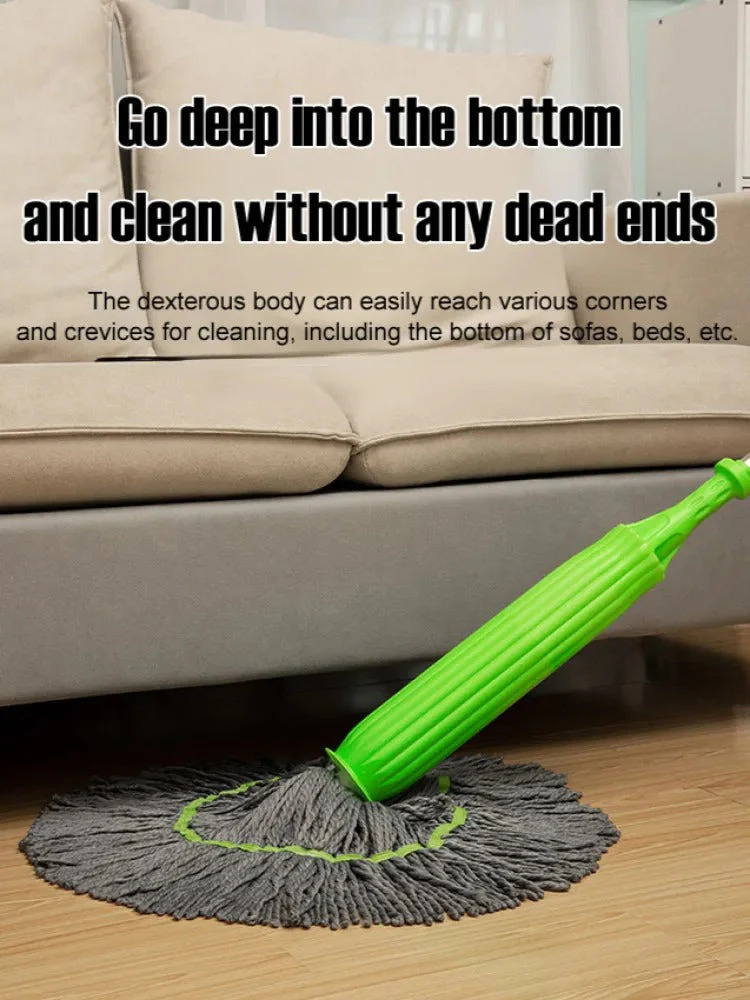 Go deep into the bottom
and clean without any dead ends
The dexterous body can easily reach various corners
and crevices for cleaning, including the bottom of sofas, beds, etc.